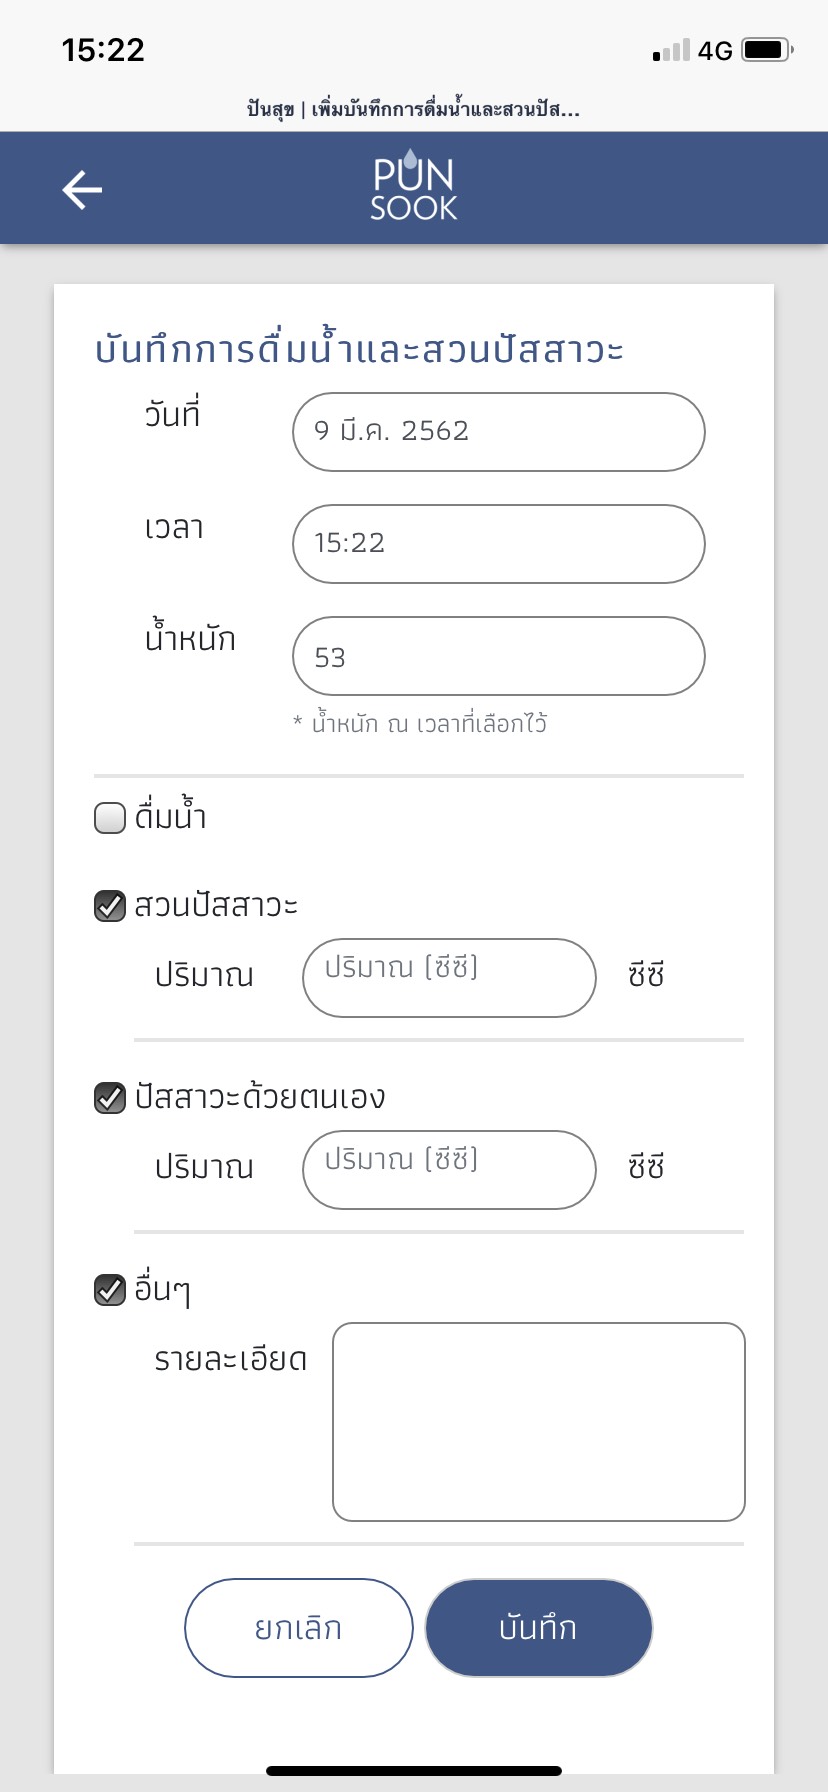 15:22
4G
ปันสุข | เพิ่มบันทึกการดื่มน้ำและสวนปัส...
PUN
SOOK
บันทึกการดื่มน้ำและสวนปัสสาวะ
วันที่ 9 มี.ค. 2562
เวลา 15:22
น้ำหนัก 53
* น้ำหนัก ณ เวลาที่เลือกไว้
ดื่มน้ำ
สวนปัสสาวะ
ปริมาณ ปริมาณ (ซีซี) ซีซี
ปัสสาวะด้วยตนเอง
ปริมาณ ปริมาณ (ซีซี) ซีซี
อื่นๆ
รายละเอียด
ยกเลิก บันทึก